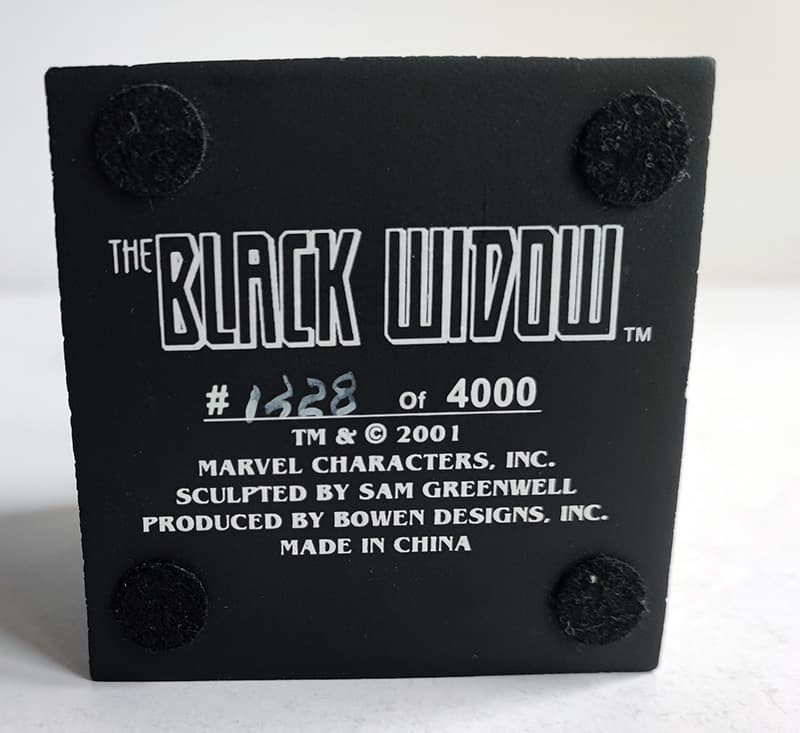 THE BLACK WIDOW TM
# 1328 Of 4000
TM & © 2001
MARVEL CHARACTERS, INC.
SCULPTED BY SAM GREENWELL
PRODUCED BY BOWEN DESIGNS, INC.
MADE IN CHINA